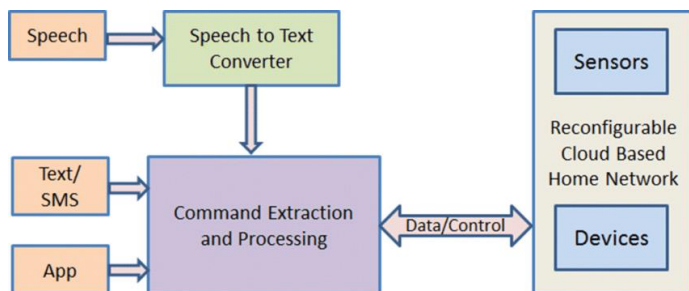 Speech
Speech to Text
Converter
Text/
SMS
App
Command Extraction
and Processing
Data/Control
Sensors
Reconfigurable
Cloud Based
Home Network
Devices